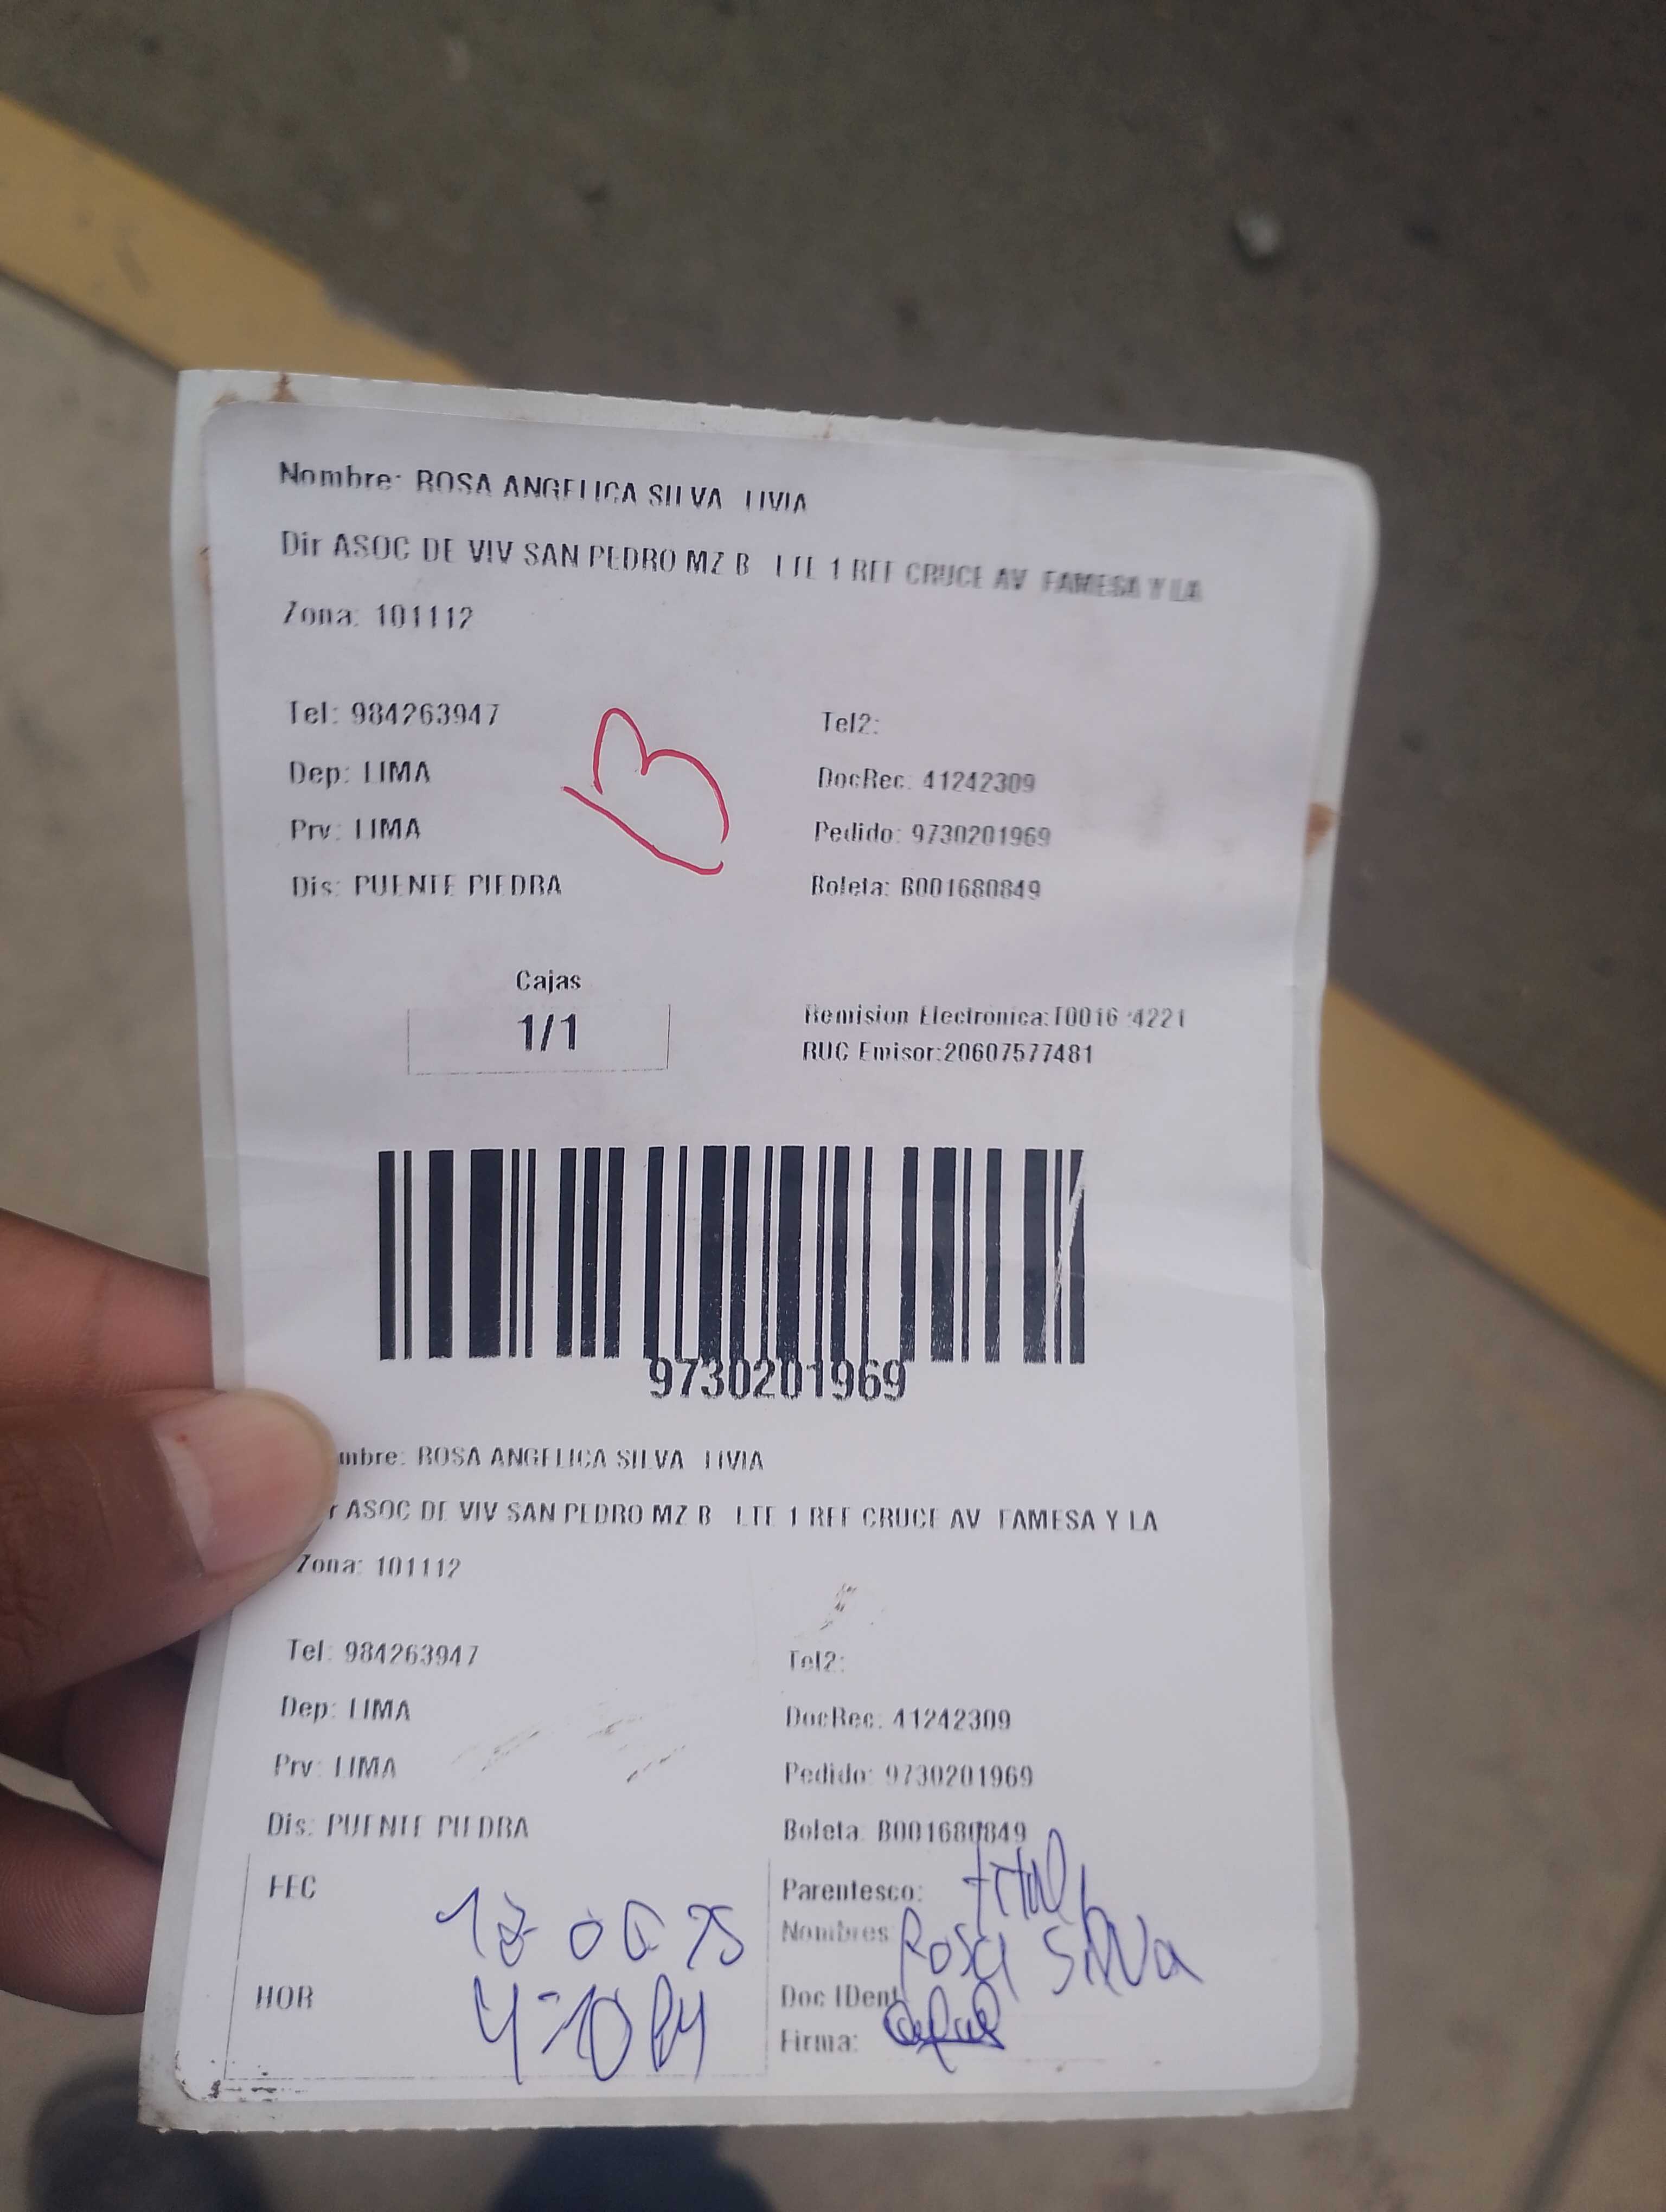 Nombre: ROSA ANGELICA SILVA LIVIA
Dir ASOC DE VIV SAN PEDRO MZ B LTE 1 REF CRUCE AV FAMESA Y LA
Zona: 101112
Tel: 984263947
Tel2:
Dep: LIMA
DocRec: 41242309
Prv: LIMA
Pedido: 9730201969
Dis: PUENTE PIEDRA
Boleta: B001680849
Cajas
1/1
Remision Electronica:T0016 4221
RUC Emisor:20607577481
9730201969
mbre: ROSA ANGELICA SILVA LIVIA
r ASOC DE VIV SAN PEDRO MZ B LTE 1 REF CRUCE AV FAMESA Y LA
Zona: 101112
Tel: 984263947
Tel2:
Dep: LIMA
DocRec: 41242309
Prv: LIMA
Pedido: 9730201969
Dis: PUENTE PIEDRA
Boleta: B001680849
FEC
Parentesco:
Nombres: Rosa Silva
HOR 4:10 PM
Doc IDent
Firma: